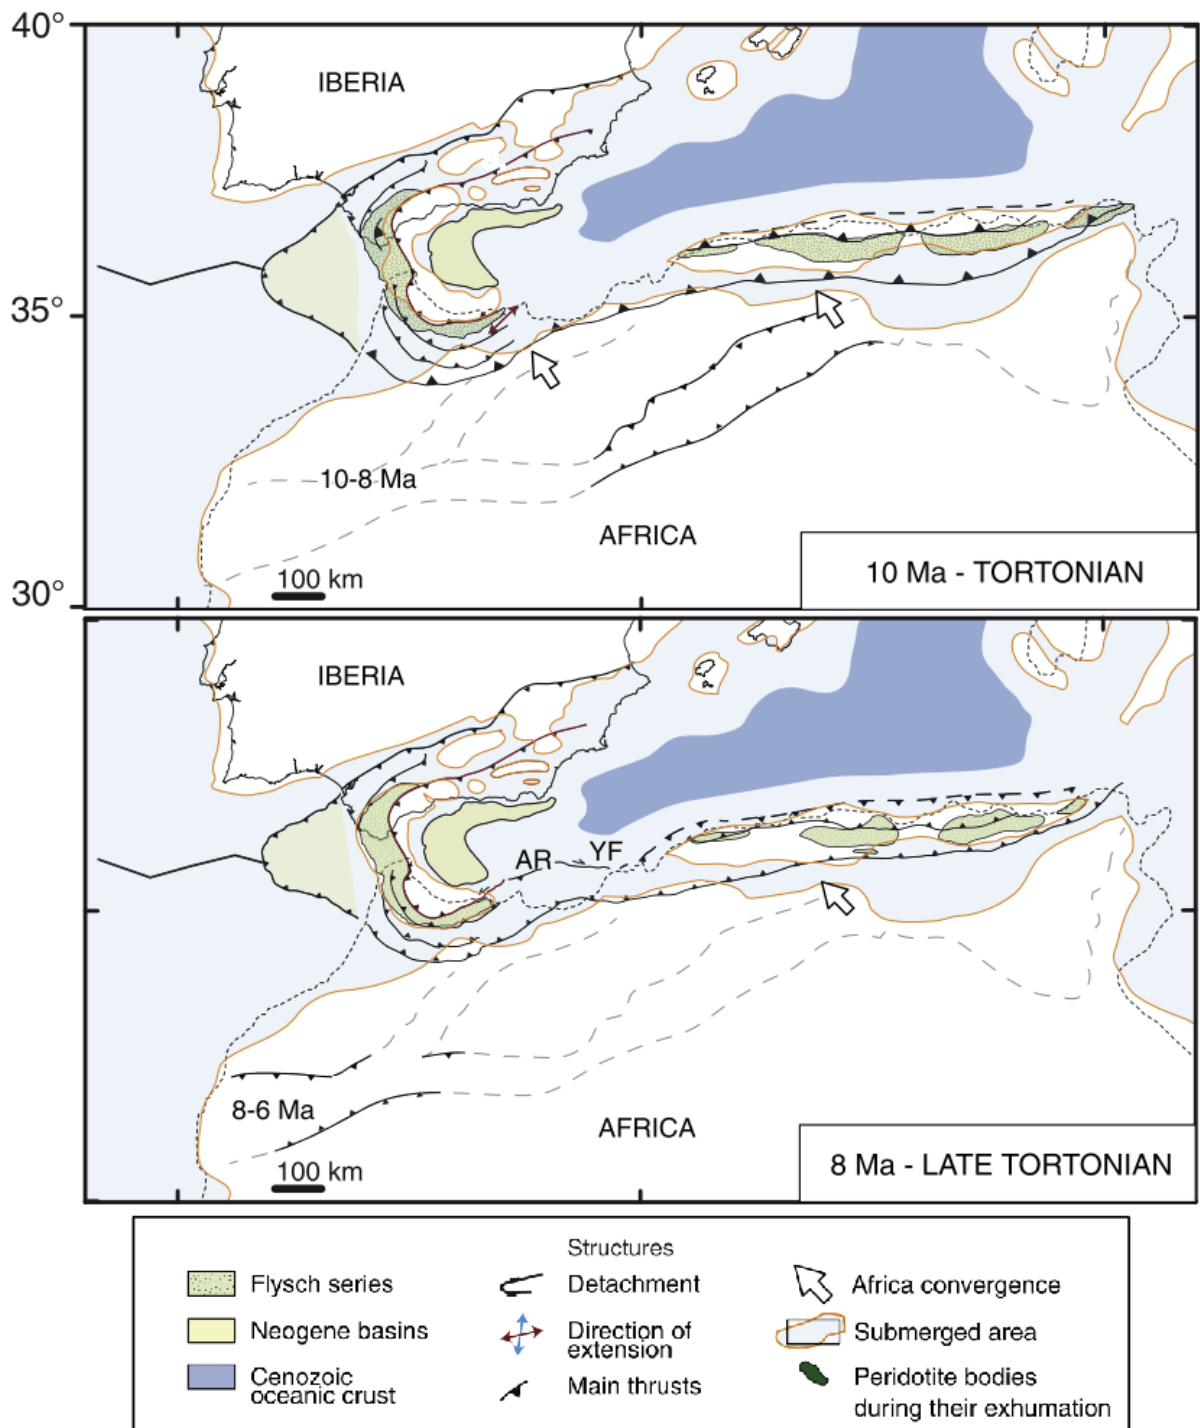 40°
IBERIA
35°
10-8 Ma
AFRICA
100 km
30°
10 Ma - TORTONIAN
IBERIA
AR
YF
8-6 Ma
AFRICA
100 km
8 Ma - LATE TORTONIAN
Structures
Flysch series
Detachment
Africa convergence
Neogene basins
Direction of
extension
Submerged area
Cenozoic
oceanic crust
Main thrusts
Peridotite bodies
during their exhumation